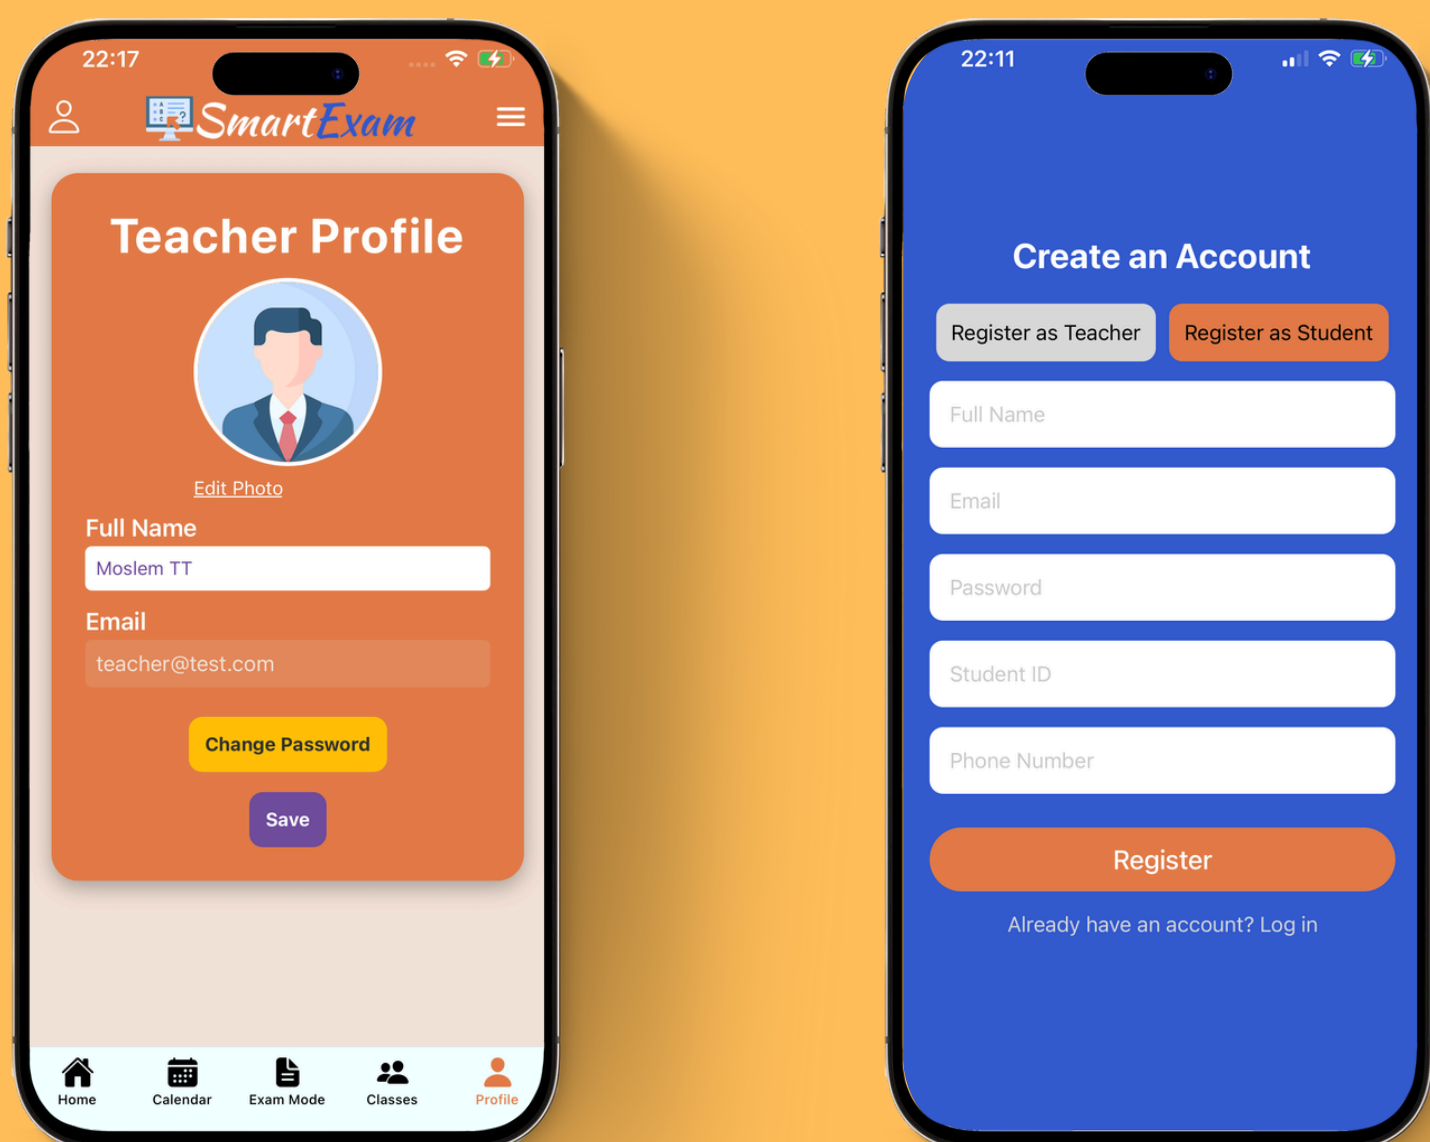 22:17
SmartExam
Teacher Profile
Edit Photo
Full Name
Moslem TT
Email
teacher@test.com
Change Password
Save
Home Calendar Exam Mode Classes Profile
22:11
Create an Account
Register as Teacher Register as Student
Full Name
Email
Password
Student ID
Phone Number
Register
Already have an account? Log in